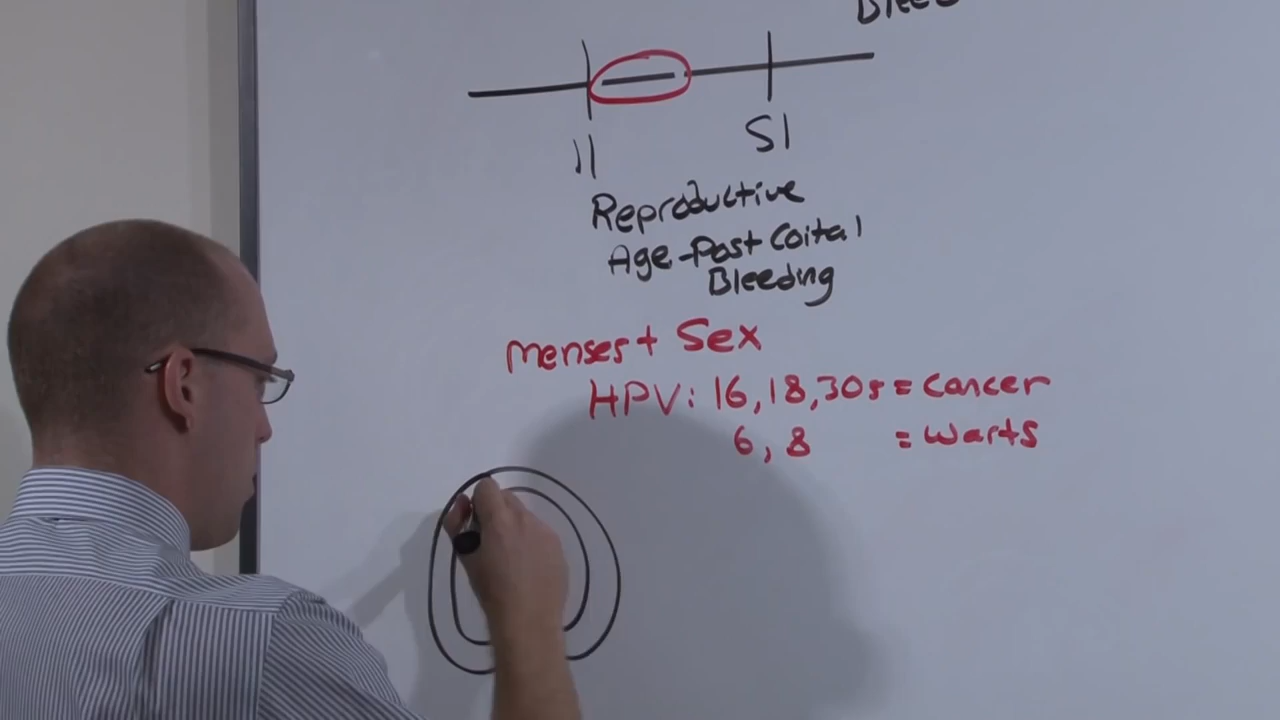 11
51
Reproductive
Age-Post Coital
Bleeding
menses + Sex
HPV: 16, 18, 30s = cancer
6, 8 = warts